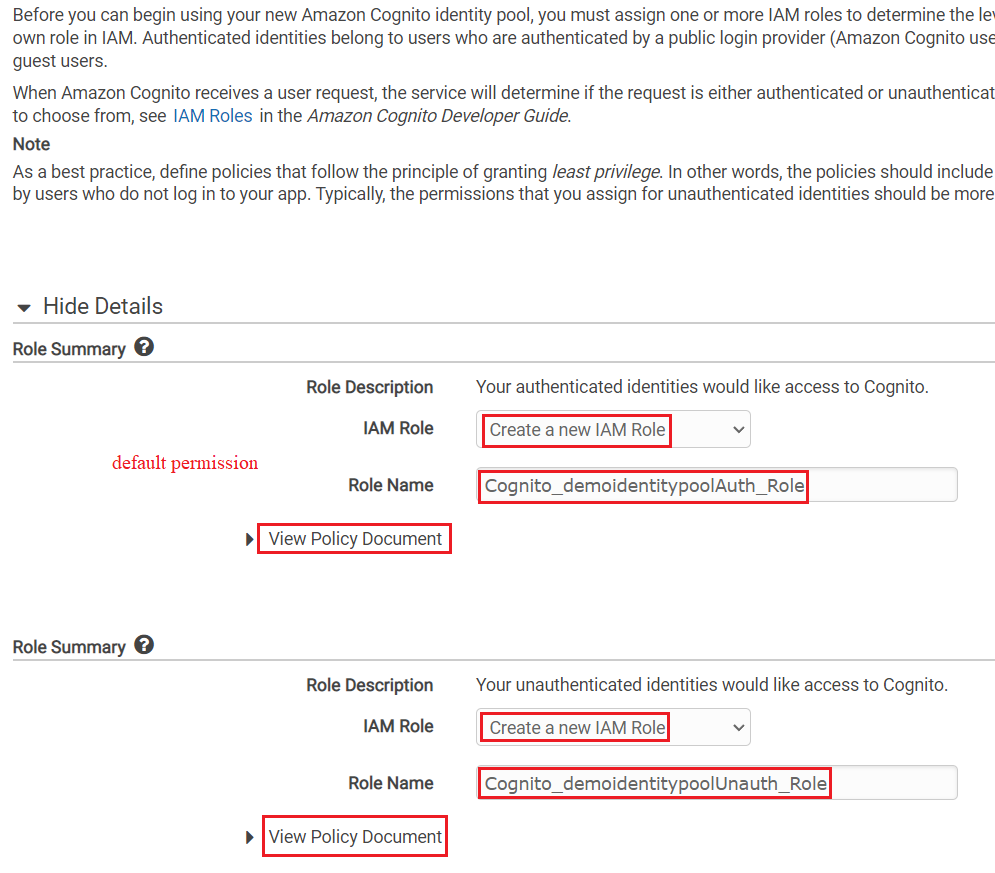 Before you can begin using your new Amazon Cognito identity pool, you must assign one or more IAM roles to determine the lev
own role in IAM. Authenticated identities belong to users who are authenticated by a public login provider (Amazon Cognito use
guest users.
When Amazon Cognito receives a user request, the service will determine if the request is either authenticated or unauthenticat
to choose from, see IAM Roles in the Amazon Cognito Developer Guide.
Note
As a best practice, define policies that follow the principle of granting least privilege. In other words, the policies should include
by users who do not log in to your app. Typically, the permissions that you assign for unauthenticated identities should be more
Hide Details
Role Summary ?
Role Description Your authenticated identities would like access to Cognito.
IAM Role Create a new IAM Role
default permission
Role Name Cognito_demoidentitypoolAuth_Role
View Policy Document
Role Summary ?
Role Description Your unauthenticated identities would like access to Cognito.
IAM Role Create a new IAM Role
Role Name Cognito_demoidentitypoolUnauth_Role
View Policy Document